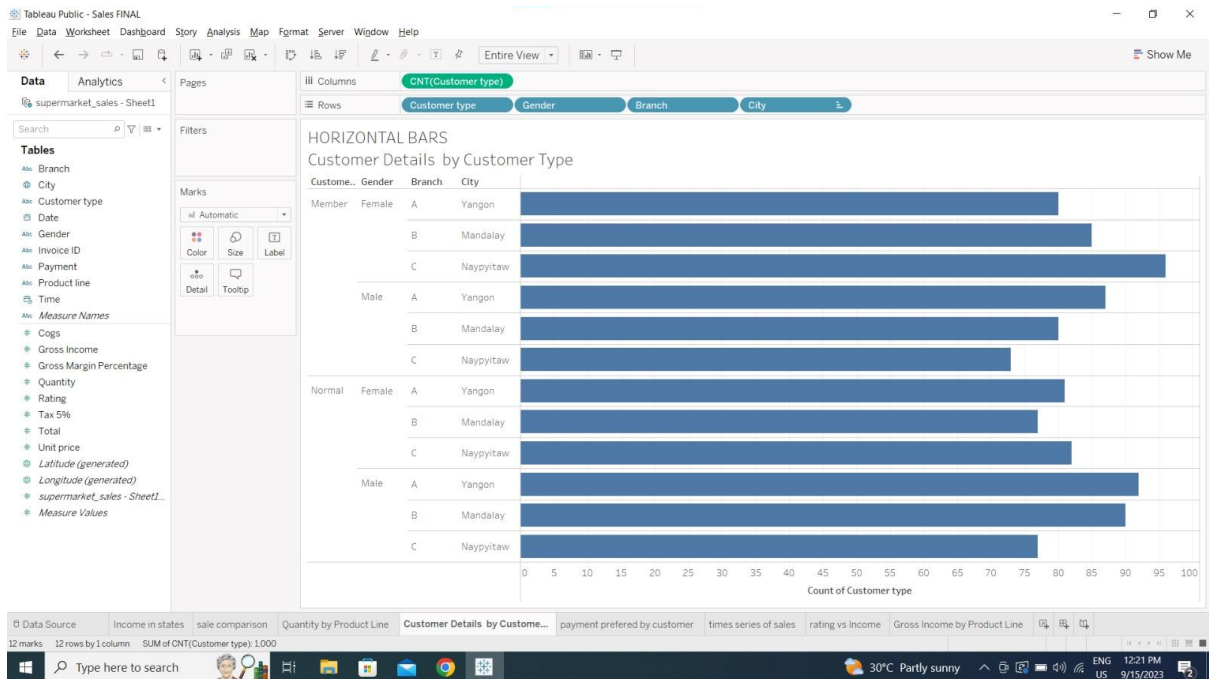 Tableau Public - Sales FINAL
File Data Worksheet Dashboard Story Analysis Map Format Server Window Help
Entire View
Show Me
Data Analytics
Pages
Columns
CNT(Customer type)
supermarket_sales - Sheet1
Rows
Customer type Gender Branch City
Search
Filters
Tables
Abc Branch
City
Abc Customer type
Date
Abc Gender
Abc Invoice ID
Abc Payment
Abc Product line
Time
Abc Measure Names
# Cogs
# Gross Income
# Gross Margin Percentage
# Quantity
# Rating
# Tax 5%
# Total
# Unit price
Latitude (generated)
Longitude (generated)
# supermarket_sales - Sheet1...
# Measure Values
Marks
Automatic
Color Size Label
Detail Tooltip
HORIZONTAL BARS
Customer Details by Customer Type
Custome.. Gender Branch City
Member Female A Yangon
B Mandalay
C Naypyitaw
Male A Yangon
B Mandalay
C Naypyitaw
Normal Female A Yangon
B Mandalay
C Naypyitaw
Male A Yangon
B Mandalay
C Naypyitaw
0 5 10 15 20 25 30 35 40 45 50 55 60 65 70 75 80 85 90 95 100
Count of Customer type
Data Source Income in states sale comparison Quantity by Product Line Customer Details by Custome... payment prefered by customer times series of sales rating vs Income Gross Income by Product Line
12 marks 12 rows by 1 column SUM of CNT(Customer type): 1,000
Type here to search
30°C Partly sunny
ENG
US
12:21 PM
9/15/2023